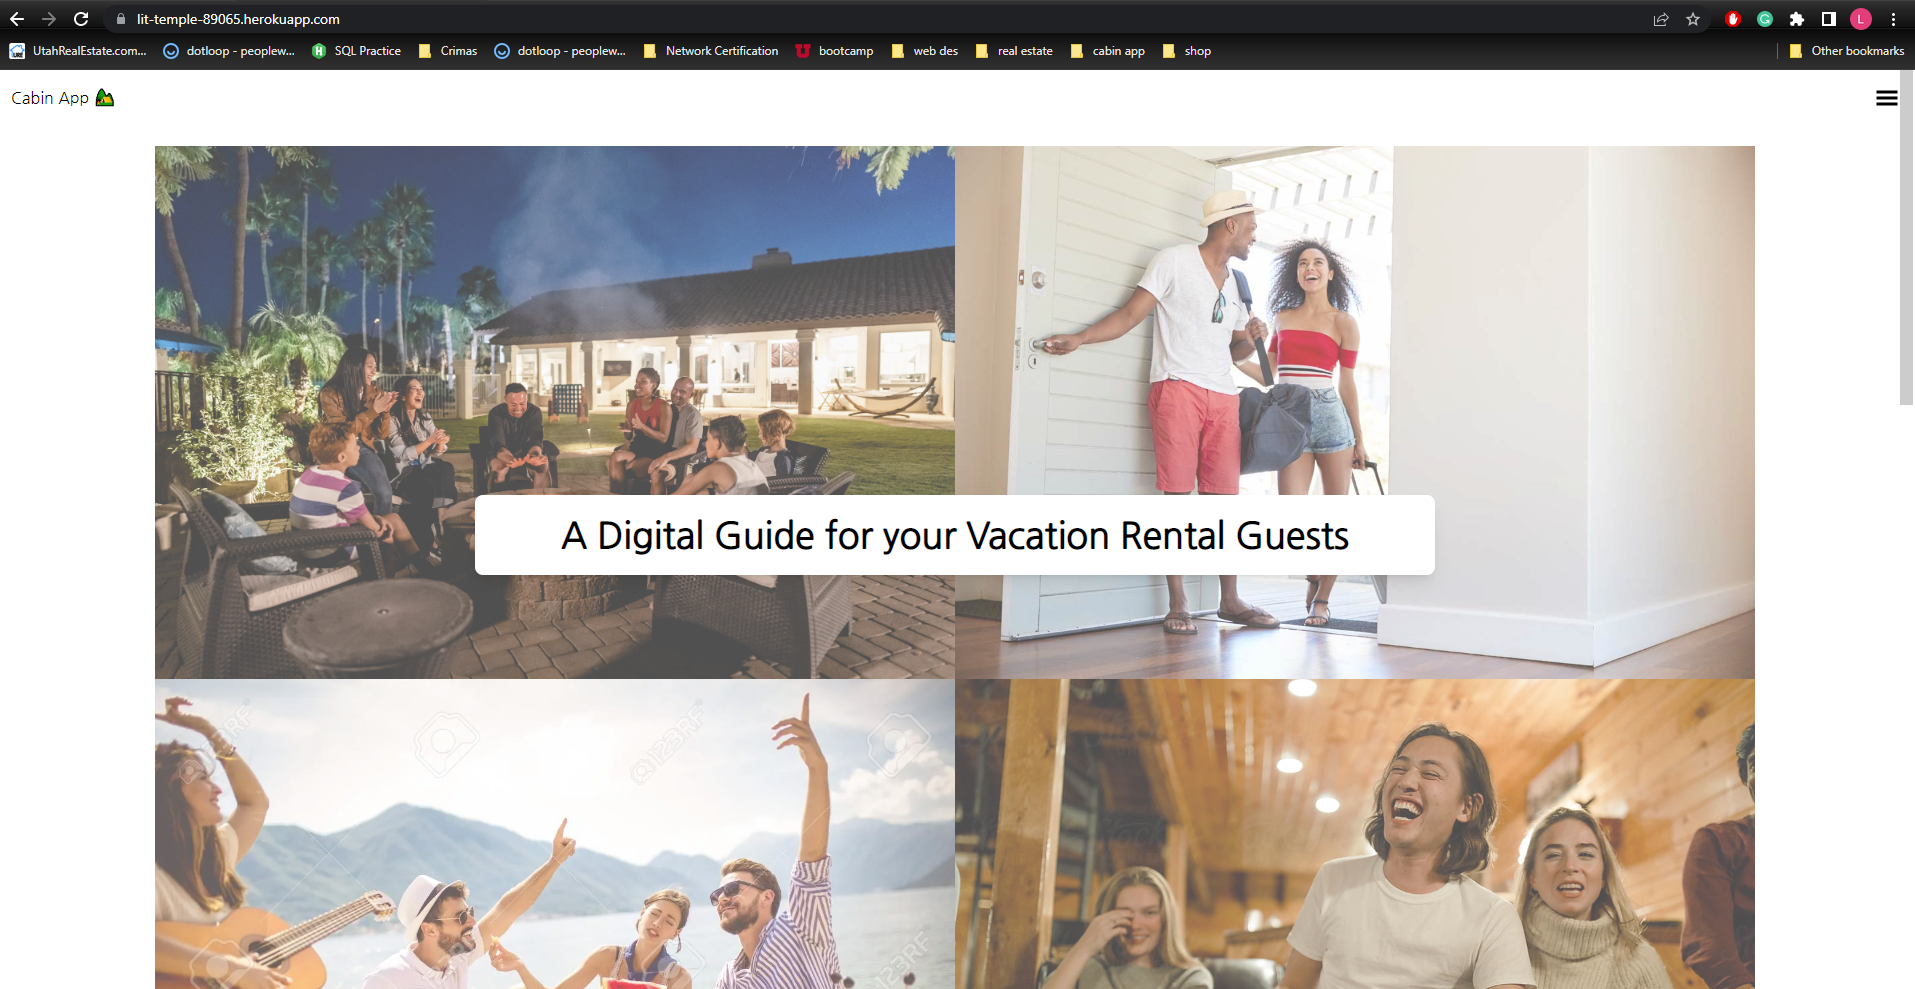 lit-temple-89065.herokuapp.com
L
UtahRealEstate.com...
dotloop - peoplew...
SQL Practice
Crimas
dotloop - peoplew...
Network Certification
bootcamp
web des
real estate
cabin app
shop
Other bookmarks
Cabin App
A Digital Guide for your Vacation Rental Guests
123RF
123RF
123RF